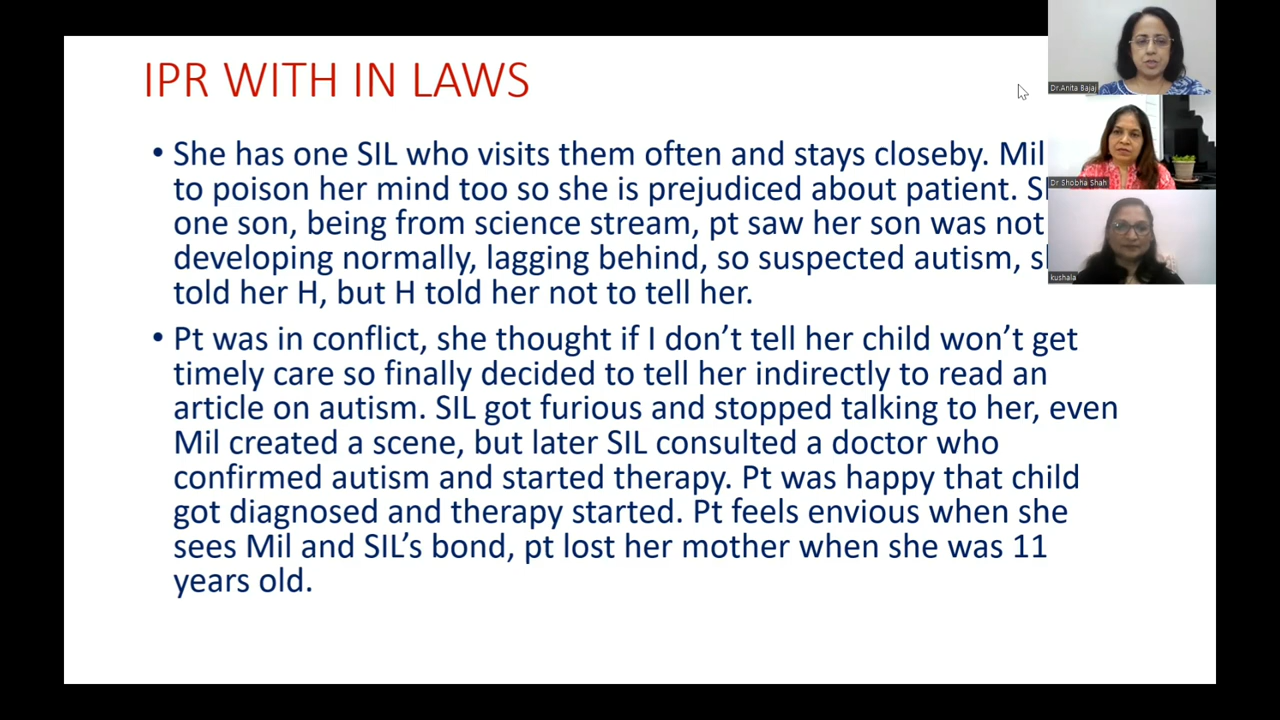 IPR WITH IN LAWS
• She has one SIL who visits them often and stays closeby. Mil
to poison her mind too so she is prejudiced about patient.
one son, being from science stream, pt saw her son was not
developing normally, lagging behind, so suspected autism,
told her H, but H told her not to tell her.
• Pt was in conflict, she thought if I don’t tell her child won’t get
timely care so finally decided to tell her indirectly to read an
article on autism. SIL got furious and stopped talking to her, even
Mil created a scene, but later SIL consulted a doctor who
confirmed autism and started therapy. Pt was happy that child
got diagnosed and therapy started. Pt feels envious when she
sees Mil and SIL’s bond, pt lost her mother when she was 11
years old.
Dr.Anita Bajaj
Dr Shobha Shah
kushala